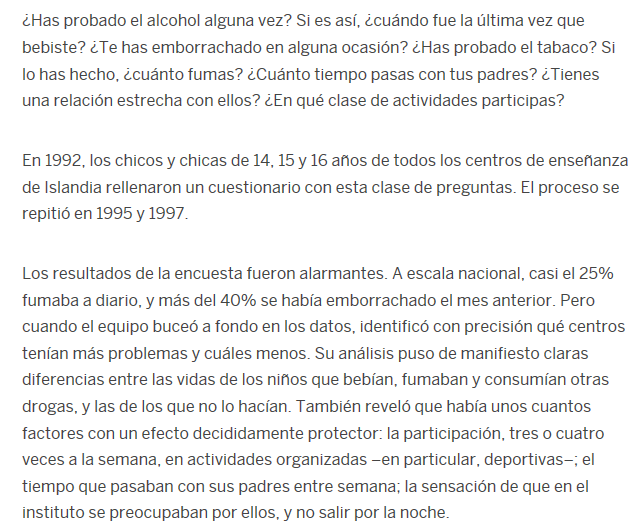 ¿Has probado el alcohol alguna vez? Si es así, ¿cuándo fue la última vez que
bebiste? ¿Te has emborrachado en alguna ocasión? ¿Has probado el tabaco? Si
lo has hecho, ¿cuánto fumas? ¿Cuánto tiempo pasas con tus padres? ¿Tienes
una relación estrecha con ellos? ¿En qué clase de actividades participas?
En 1992, los chicos y chicas de 14, 15 y 16 años de todos los centros de enseñanza
de Islandia rellenaron un cuestionario con esta clase de preguntas. El proceso se
repitió en 1995 y 1997.
Los resultados de la encuesta fueron alarmantes. A escala nacional, casi el 25%
fumaba a diario, y más del 40% se había emborrachado el mes anterior. Pero
cuando el equipo buceó a fondo en los datos, identificó con precisión qué centros
tenían más problemas y cuáles menos. Su análisis puso de manifiesto claras
diferencias entre las vidas de los niños que bebían, fumaban y consumían otras
drogas, y las de los que no lo hacían. También reveló que había unos cuantos
factores con un efecto decididamente protector: la participación, tres o cuatro
veces a la semana, en actividades organizadas –en particular, deportivas–; el
tiempo que pasaban con sus padres entre semana; la sensación de que en el
instituto se preocupaban por ellos, y no salir por la noche.